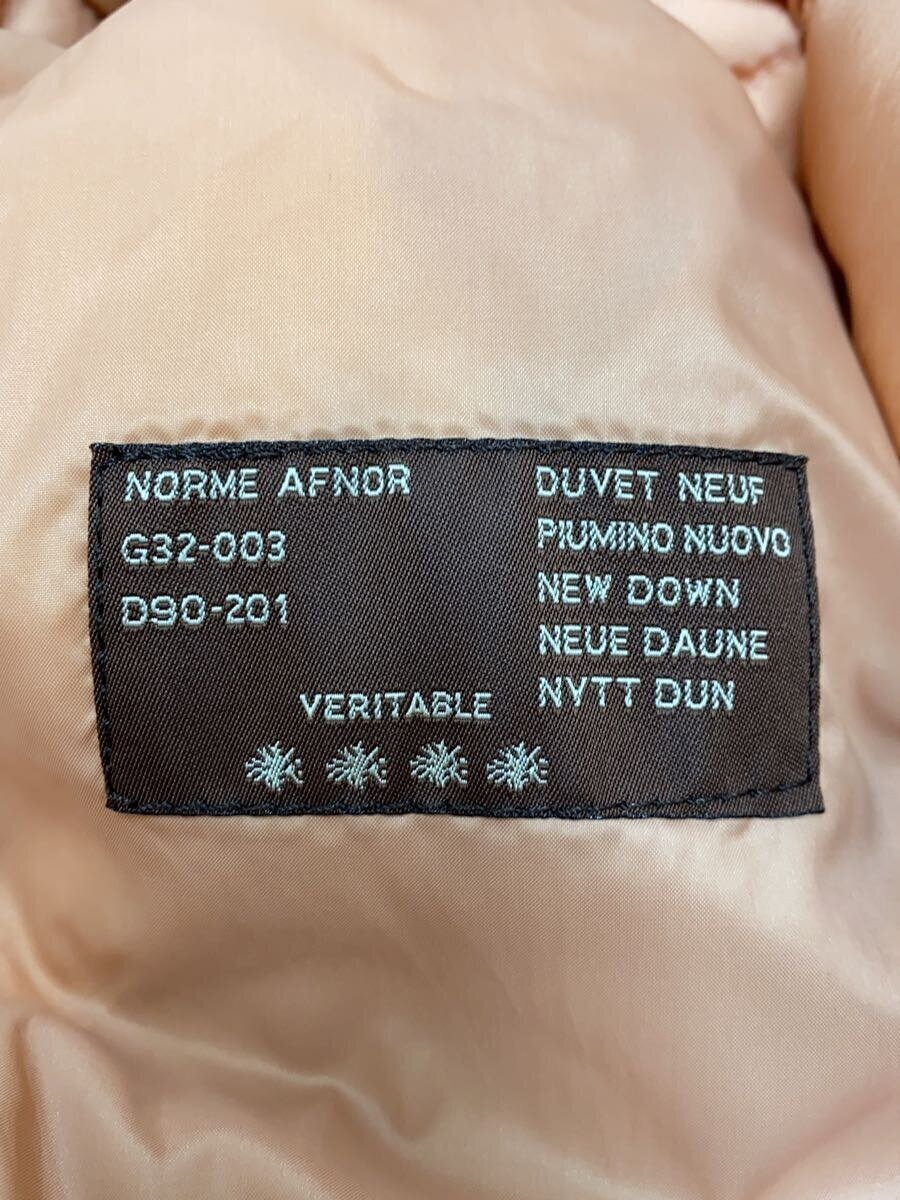 NORME AFNOR
G32-003
D90-201
VERITABLE
DUVET NEUF
PIUMINO NUOVO
NEW DOWN
NEUE DAUNE
NYTT DUN